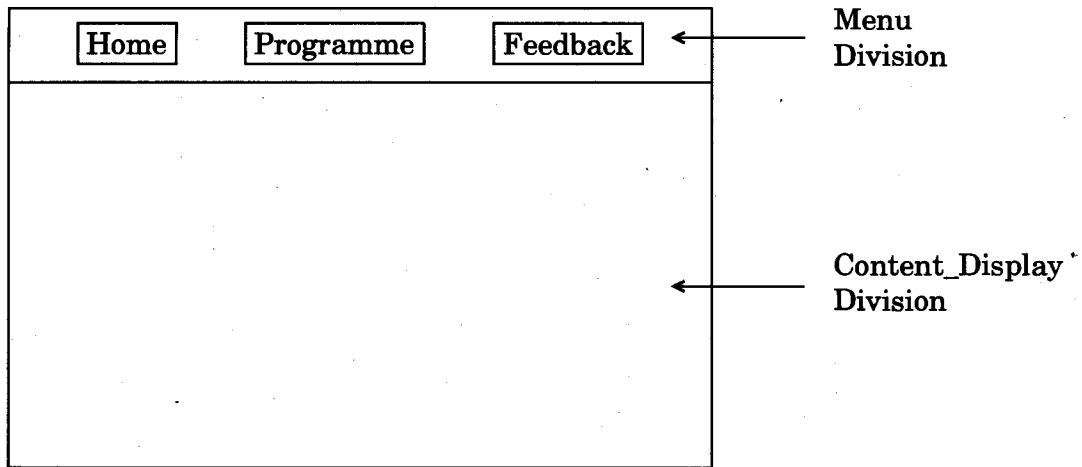 Home Programme Feedback
Menu
Division
Content_Display
Division